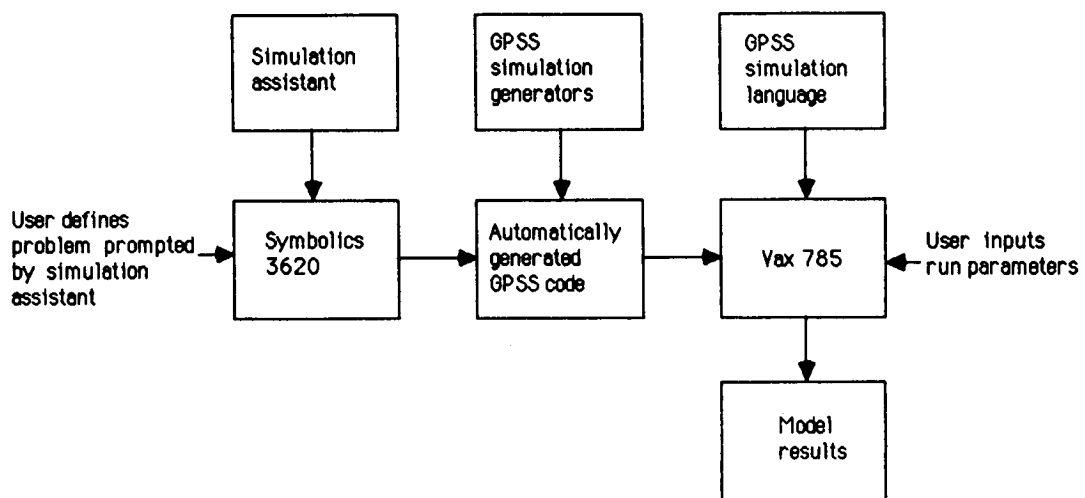 Simulation
assistant
GPSS
simulation
generators
GPSS
simulation
language
User defines
problem prompted
by simulation
assistant
Symbolics
3620
Automatically
generated
GPSS code
Vax 785
User inputs
run parameters
Model
results